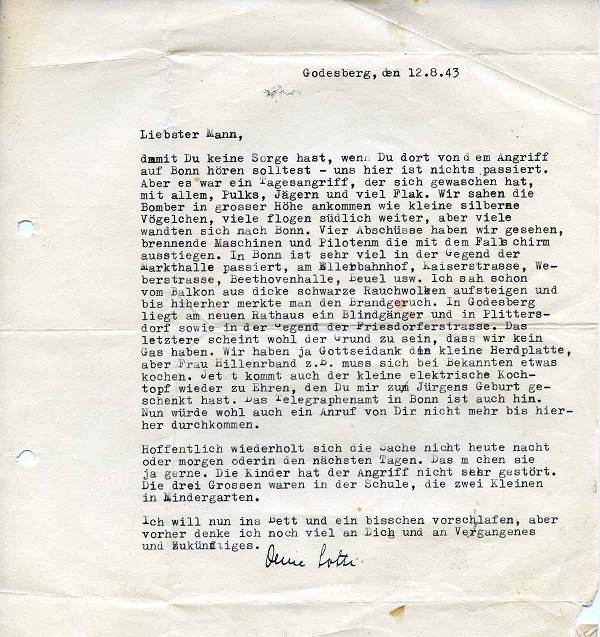 Godesberg, den 12.8.43
Liebster Mann,
damit Du keine Sorge hast, wenn Du dort von dem Angriff
auf Bonn hören solltest - uns hier ist nichts passiert.
Aber es war ein Tagesangriff, der sich gewaschen hat,
mit allem, Pulks, Jägern und viel Flak. Wir sahen die
Bomber in grosser Höhe ankommen wie kleine silberne
Vögelchen, viele flogen südlich weiter, aber viele
wandten sich nach Bonn. Vier Abschüsse haben wir gesehen,
brennende Maschinen und Pilotenm die mit dem Falls chirm
ausstiegen. In Bonn ist sehr viel in der Gegend der
Markthalle passiert, am Ellerbahnhof, Kaiserstrasse, We-
berstrasse, Beethovenhalle, Beuel usw. Ich sah schon
vom Balkon aus dicke schwarze Rauchwolken aufsteigen und
bis hiherher merkte man den Brandgeruch. In Godesberg
liegt am neuen Rathaus ein Blindgänger und in Plitters-
dorf sowie in der Gegend der Friesdorferstrasse. Das
letztere scheint wohl der Grund zu sein, dass wir kein
Gas haben. Wir haben ja Gottseidank die kleine Herdplatte,
aber Frau Hillenrband z.B. muss sich bei Bekannten etwas
kochen. Jet t kommt auch der kleine elektrische Koch-
topf wieder zu Ehren, den Du mir zum Jürgens Geburt ge-
schenkt hast. Das Telegraphenamt in Bonn ist auch hin.
Nun würde wohl auch ein Anruf von Dir nicht mehr bis hier-
her durchkommen.
Hoffentlich wiederholt sich die Sache nicht heute nacht
oder morgen oderin den nächsten Tagen. Das m chen sie
ja gerne. Die Kinder hat der Angriff nicht sehr gestört.
Die drei Grossen waren in der Schule, die zwei Kleinen
in Kindergarten.
Ich will nun ins Bett und ein bisschen vorschlafen, aber
vorher denke ich noch viel an Dich und an Vergangenes
und Zukünftiges.
Deine Lotti.